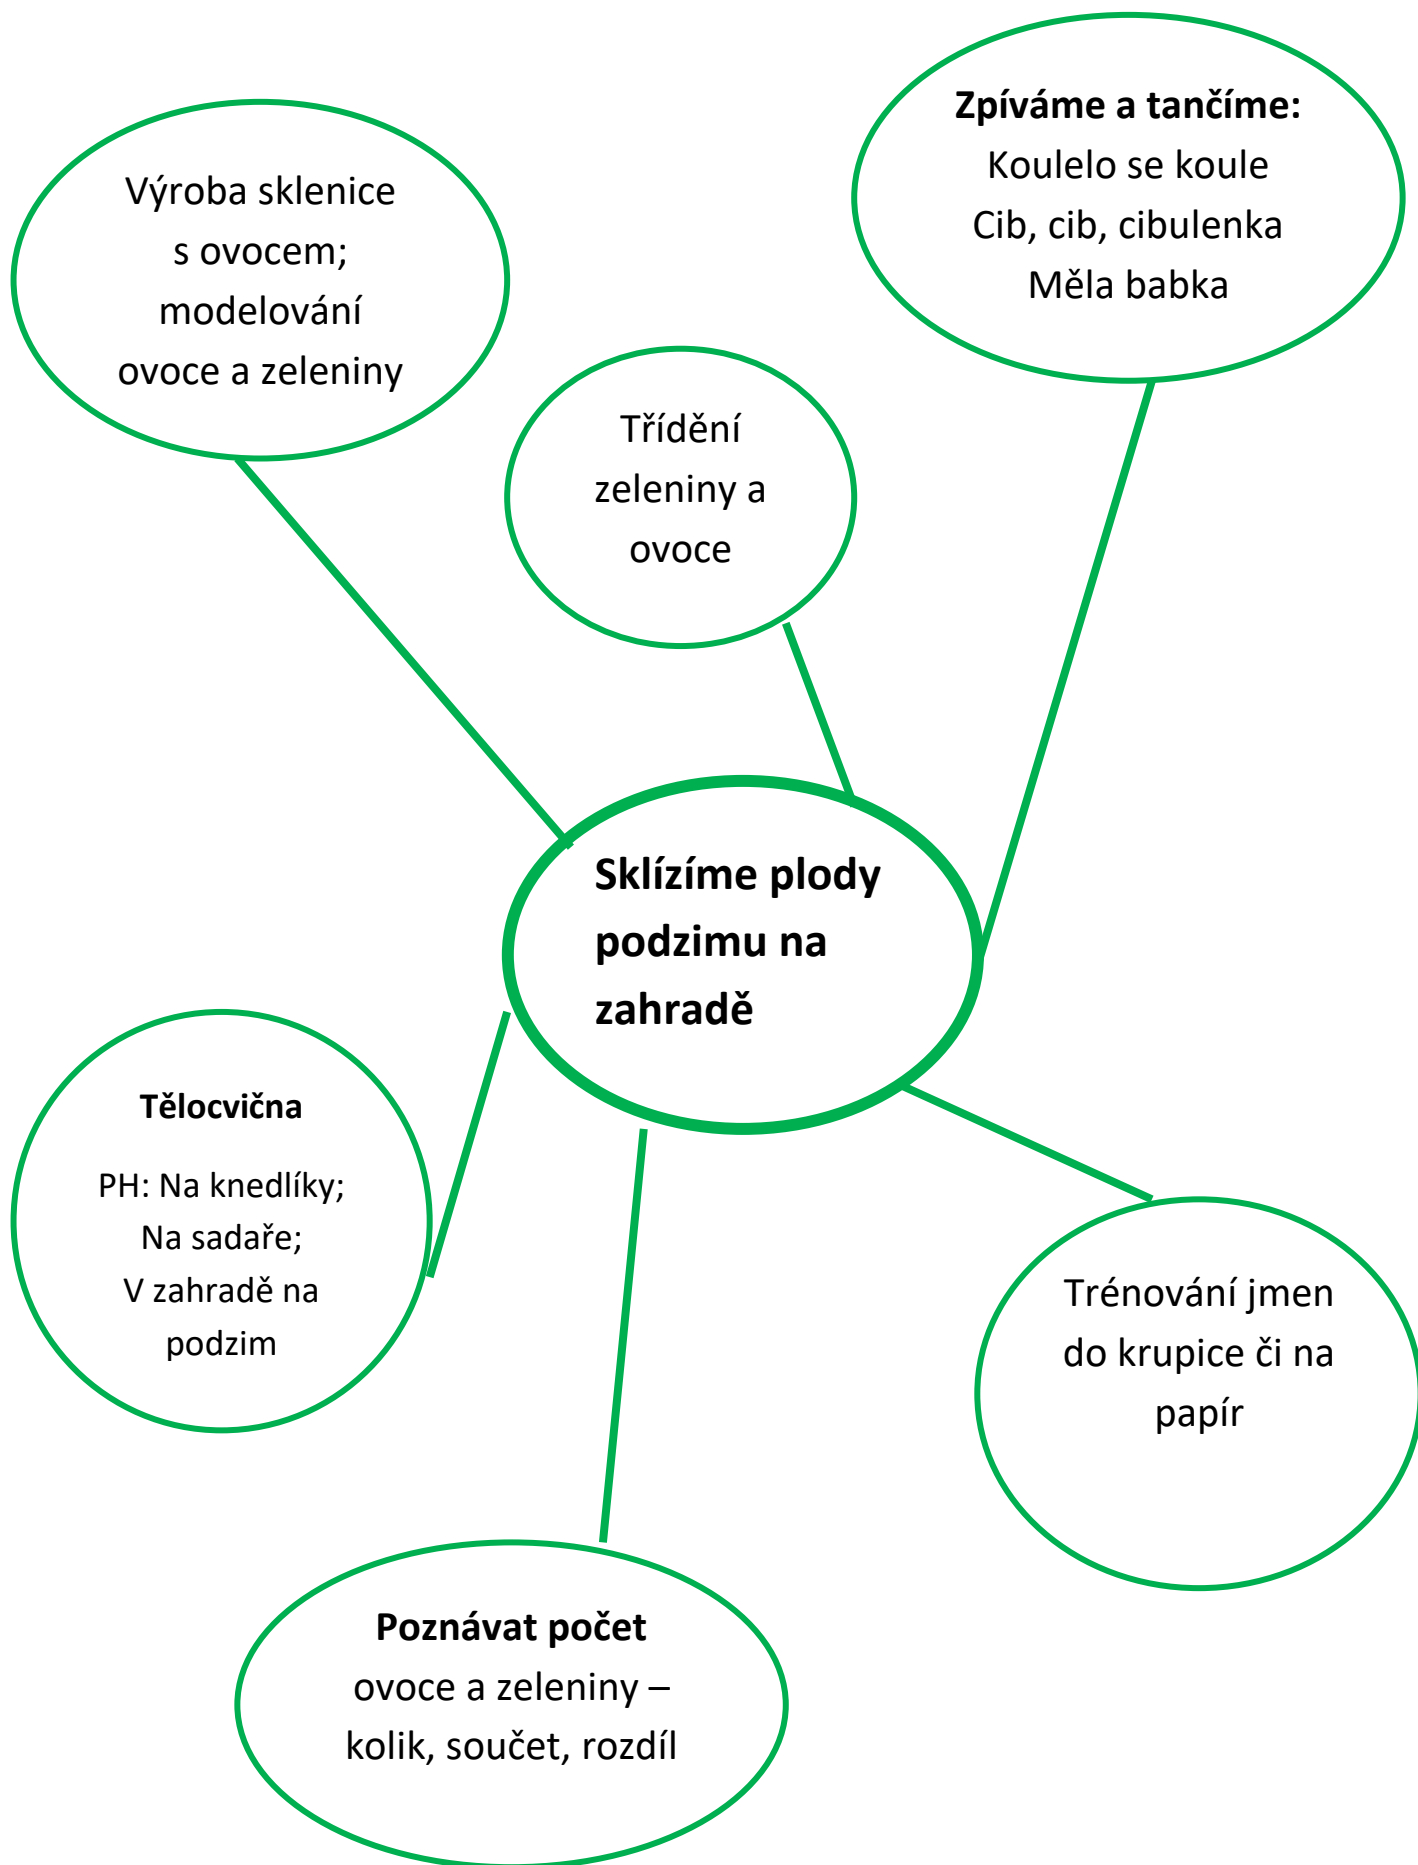 Zpíváme a tančíme:
Koulelo se koule
Cib, cib, cibulenka
Měla babka
Výroba sklenice
s ovocem;
modelování
ovoce a zeleniny
Třídění
zeleniny a
ovoce
Sklízíme plody
podzimu na
zahradě
Tělocvična
PH: Na knedlíky;
Na sadaře;
V zahradě na
podzim
Trénování jmen
do krupice či na
papír
Poznávat počet
ovoce a zeleniny –
kolik, součet, rozdíl